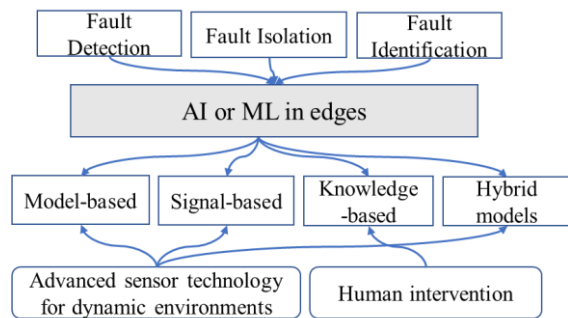 Fault
Detection
Fault Isolation
Fault
Identification
AI or ML in edges
Model-based
Signal-based
Knowledge
-based
Hybrid
models
Advanced sensor technology
for dynamic environments
Human intervention